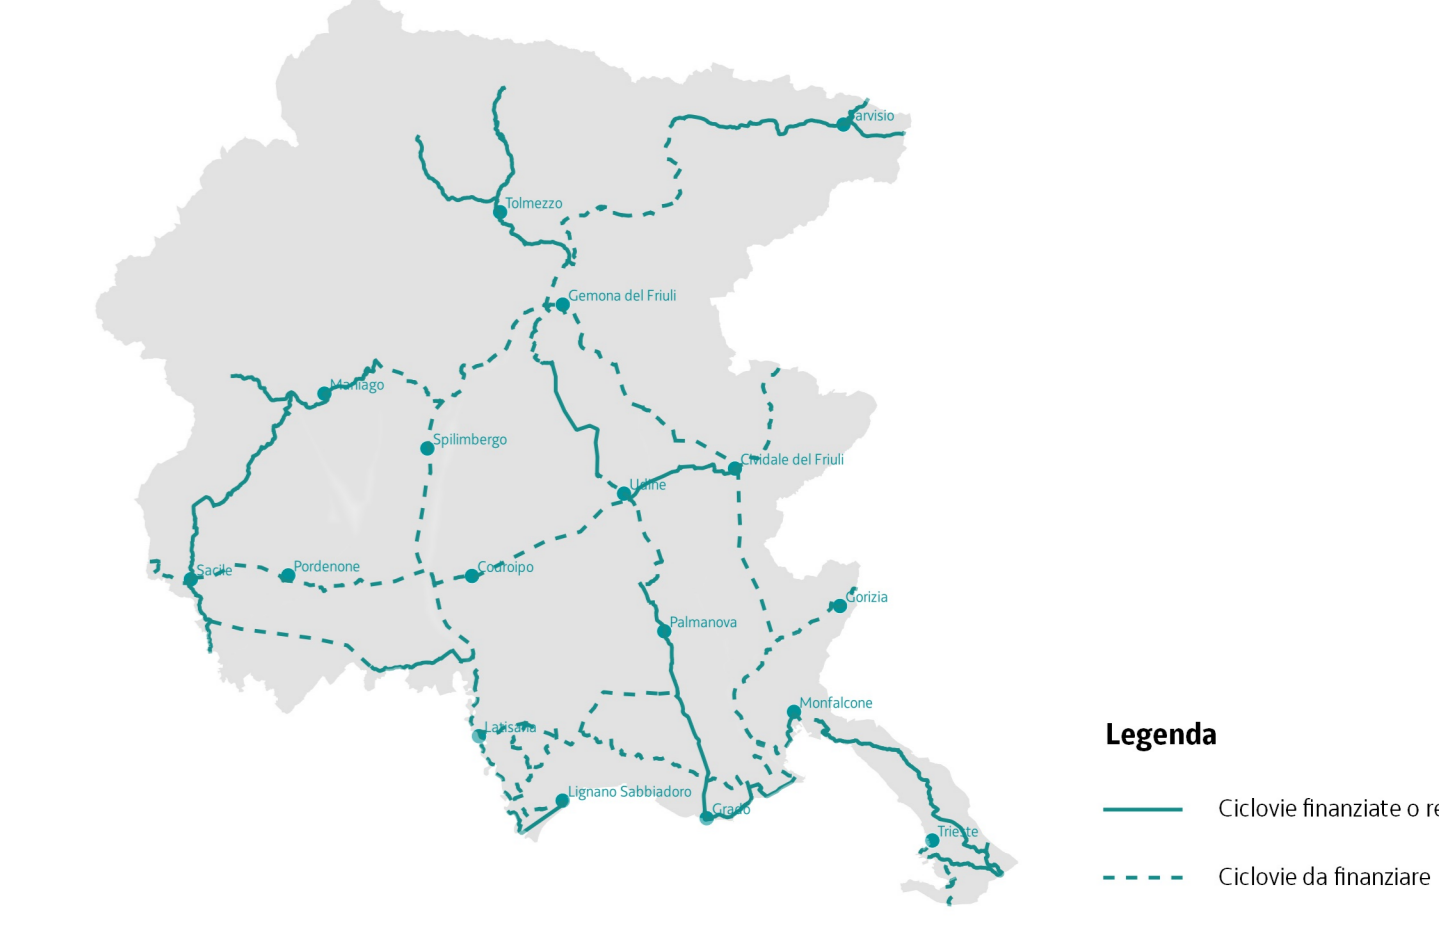 Tarvisio
Tolmezzo
Gemona del Friuli
Maniago
Spilimbergo
Cividale del Friuli
Udine
Sacile
Pordenone
Codroipo
Gorizia
Palmanova
Monfalcone
Latisana
Lignano Sabbiadoro
Grado
Trieste
Legenda
Ciclovie finanziate o re
Ciclovie da finanziare